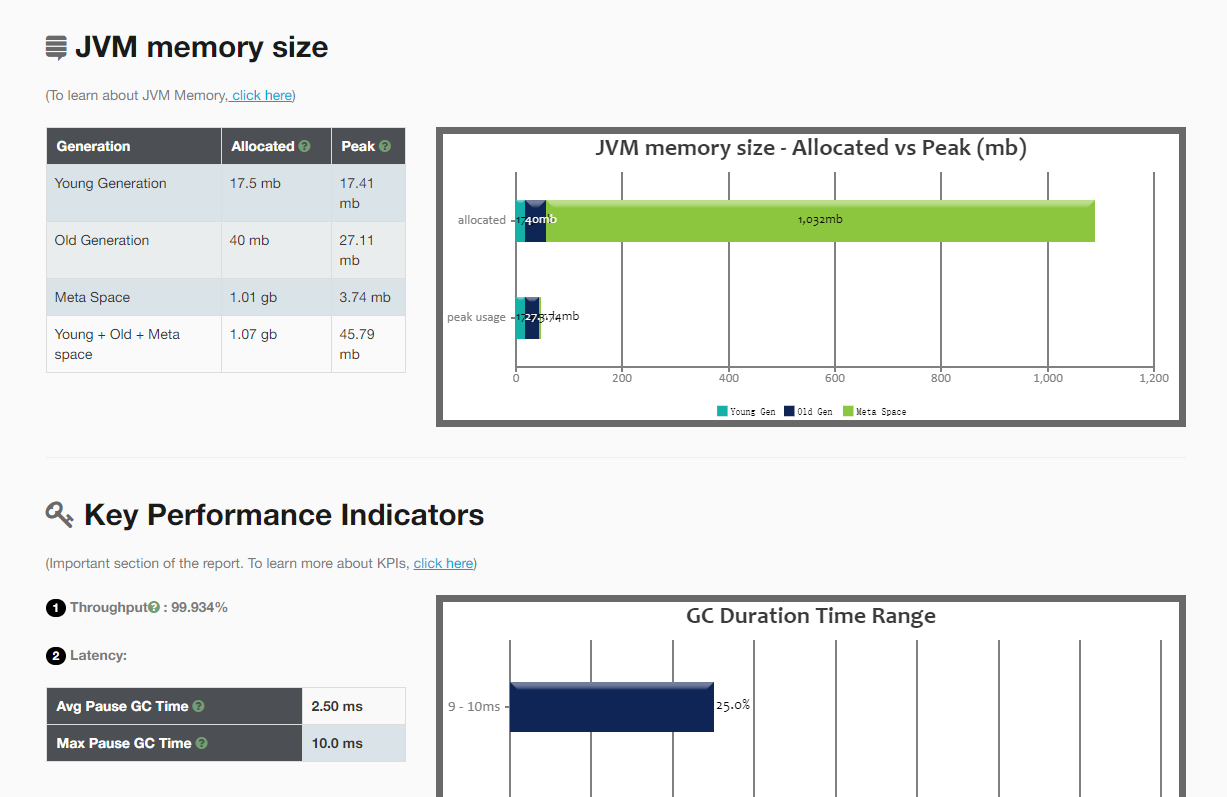 JVM memory size
(To learn about JVM Memory, click here)
Generation Allocated ? Peak ?
Young Generation 17.5 mb 17.41
mb
Old Generation 40 mb 27.11
mb
Meta Space 1.01 gb 3.74 mb
Young + Old + Meta 1.07 gb 45.79
space mb
JVM memory size - Allocated vs Peak (mb)
allocated 40mb 1,032mb
peak usage 3.74mb
0 200 400 600 800 1,000 1,200
Young Gen Old Gen Meta Space
Key Performance Indicators
(Important section of the report. To learn more about KPIs, click here)
1 Throughput? : 99.934%
2 Latency:
Avg Pause GC Time ? 2.50 ms
Max Pause GC Time ? 10.0 ms
GC Duration Time Range
9 - 10ms 25.0%